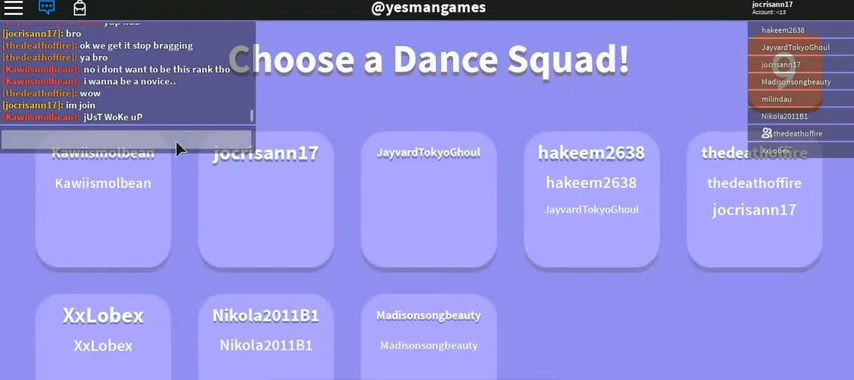 @yesmangames
jocrisann17
Account: <13
[jocrisann17]: bro
[thedeathoffire]: ok we get it stop bragging
[thedeathoffire]: ya bro
[Kawiismolbean]: no i dont want to be this rank tho
[Kawiismolbean]: i wanna be a novice..
[thedeathoffire]: wow
[jocrisann17]: im join
[Kawiismolbean]: jUsT WoKe uP
Choose a Dance Squad!
hakeem2638
JayvardTokyoGhoul
jocrisann17
Madisonsongbeauty
milindau
Nikola2011B1
thedeathoffire
XxLobex
9
Kawiismolbean
Kawiismolbean
jocrisann17
JayvardTokyoGhoul
hakeem2638
hakeem2638
JayvardTokyoGhoul
thedeathoffire
thedeathoffire
jocrisann17
XxLobex
XxLobex
Nikola2011B1
Nikola2011B1
Madisonsongbeauty
Madisonsongbeauty